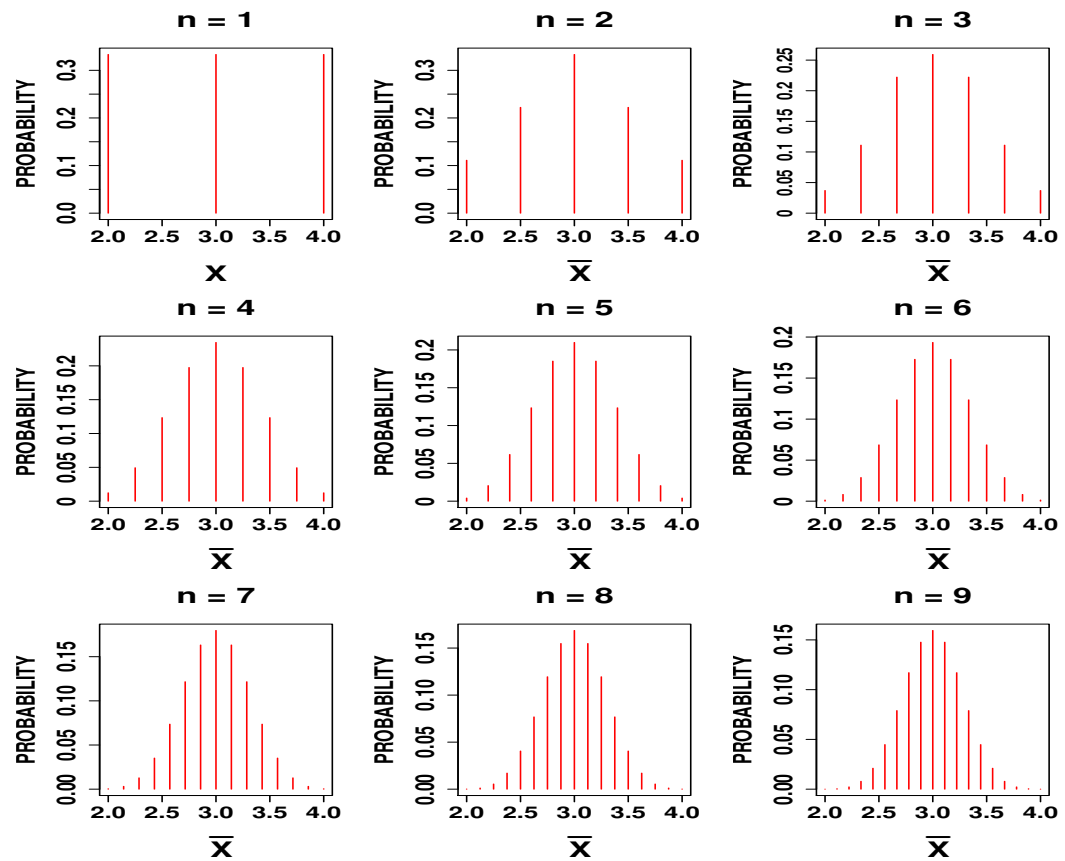 n = 1
PROBABILITY
0.0 0.1 0.2 0.3
2.0 2.5 3.0 3.5 4.0
X
n = 2
PROBABILITY
0.0 0.1 0.2 0.3
2.0 2.5 3.0 3.5 4.0
X̅
n = 3
PROBABILITY
0 0.05 0.10 0.15 0.20 0.25
2.0 2.5 3.0 3.5 4.0
X̅
n = 4
PROBABILITY
0 0.05 0.1 0.15 0.2
2.0 2.5 3.0 3.5 4.0
X̅
n = 5
PROBABILITY
0 0.05 0.1 0.15 0.2
2.0 2.5 3.0 3.5 4.0
X̅
n = 6
PROBABILITY
0 0.05 0.1 0.15 0.2
2.0 2.5 3.0 3.5 4.0
X̅
n = 7
PROBABILITY
0.00 0.05 0.10 0.15
2.0 2.5 3.0 3.5 4.0
X̅
n = 8
PROBABILITY
0.00 0.05 0.10 0.15
2.0 2.5 3.0 3.5 4.0
X̅
n = 9
PROBABILITY
0.00 0.05 0.10 0.15
2.0 2.5 3.0 3.5 4.0
X̅